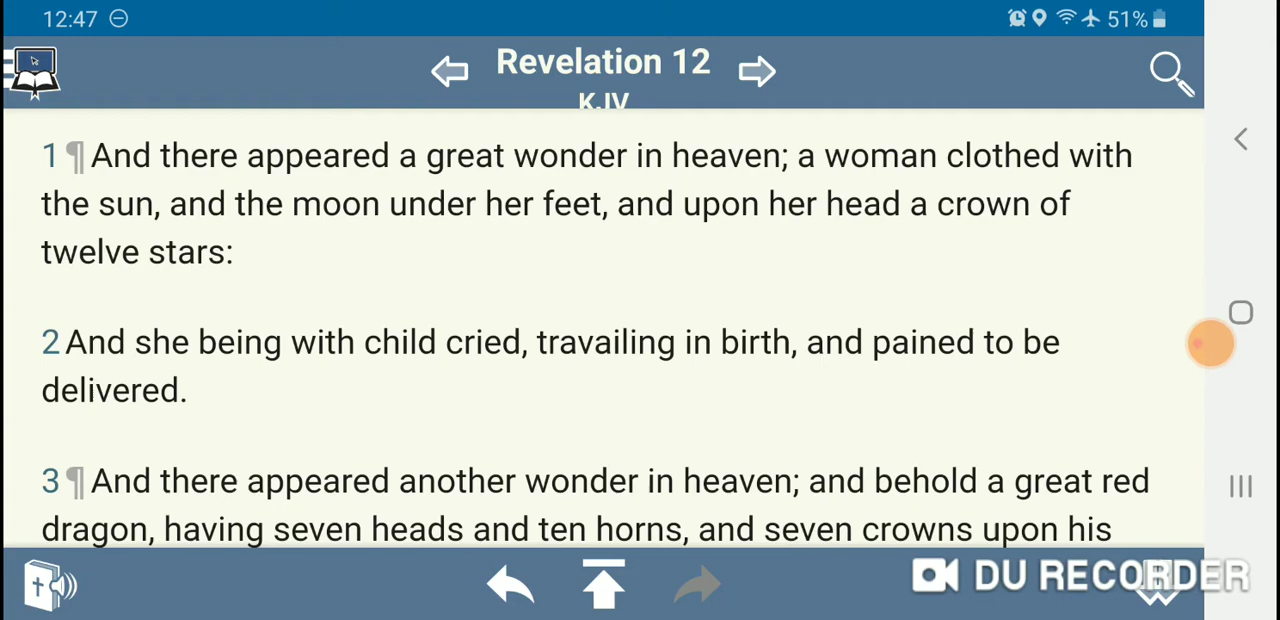 12:47 51%
Revelation 12
KJV
1 ¶ And there appeared a great wonder in heaven; a woman clothed with
the sun, and the moon under her feet, and upon her head a crown of
twelve stars:
2 And she being with child cried, travailing in birth, and pained to be
delivered.
3 ¶ And there appeared another wonder in heaven; and behold a great red
dragon, having seven heads and ten horns, and seven crowns upon his
DU RECORDER